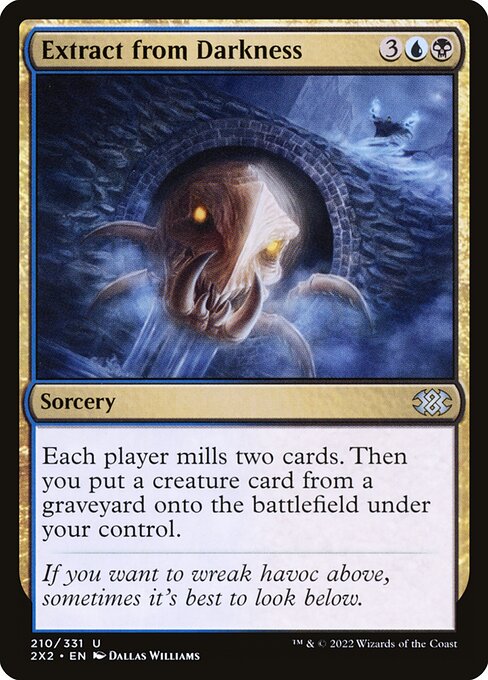 Extract from Darkness 3
Sorcery
Each player mills two cards. Then
you put a creature card from a
graveyard onto the battlefield under
your control.
If you want to wreak havoc above,
sometimes it's best to look below.
210/331 U
2X2 • EN Dallas Williams
™ & © 2022 Wizards of the Coast